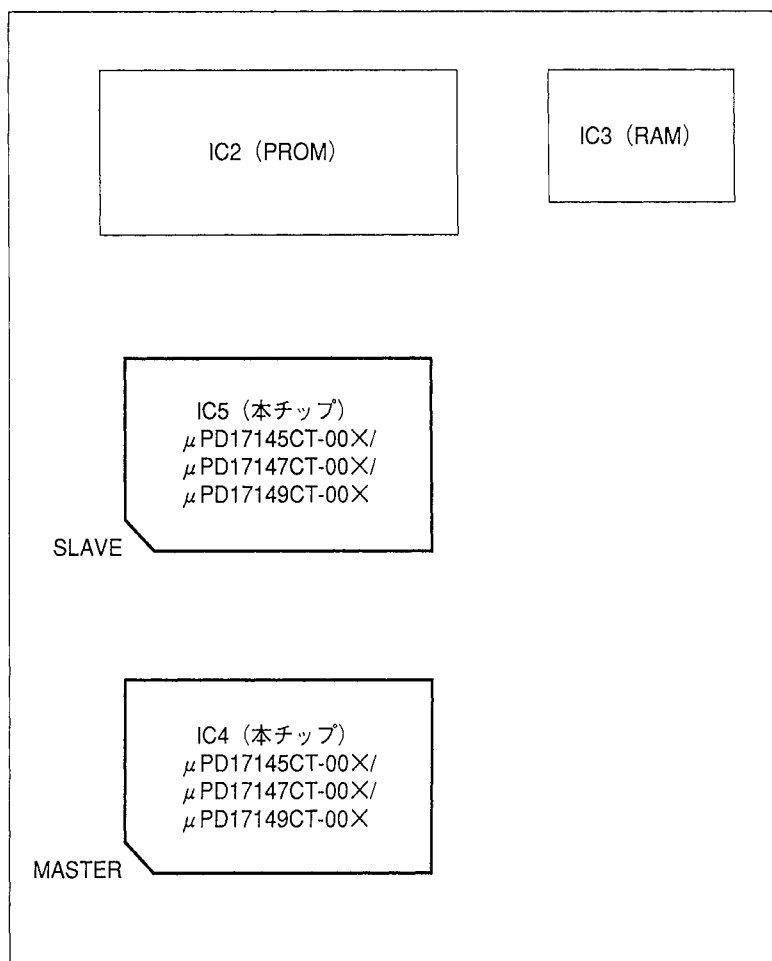 IC2（PROM）
IC3（RAM）
IC5（本チップ）
μPD17145CT-00×/
μPD17147CT-00×/
μPD17149CT-00×
SLAVE
IC4（本チップ）
μPD17145CT-00×/
μPD17147CT-00×/
μPD17149CT-00×
MASTER